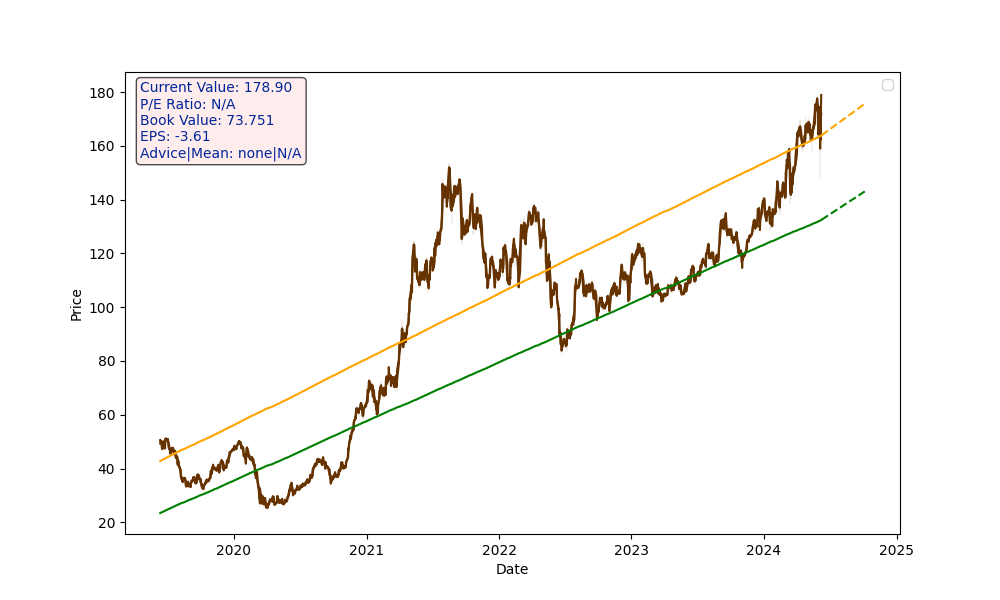 Current Value: 178.90
P/E Ratio: N/A
Book Value: 73.751
EPS: -3.61
Advice|Mean: none|N/A
180
160
140
120
100
80
60
40
20
Price
2020 2021 2022 2023 2024 2025
Date